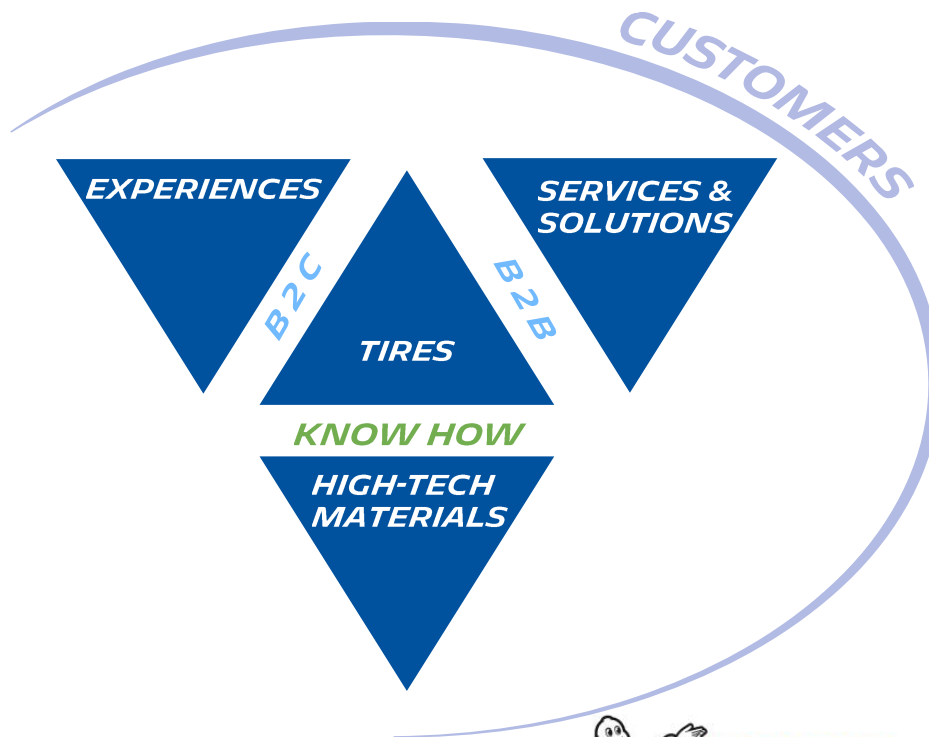 CUSTOMERS
EXPERIENCES
SERVICES &
SOLUTIONS
B2C
B2B
TIRES
KNOW HOW
HIGH-TECH
MATERIALS